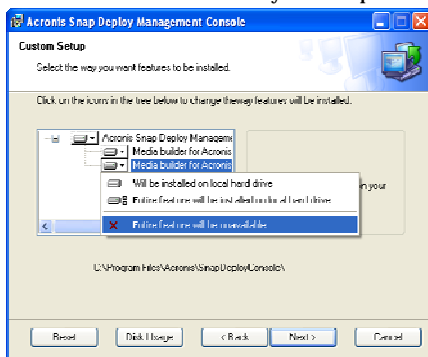 Acronis Snap Deploy Management Console
Custom Setup
Select the way you want features to be installed.
Click on the icons in the tree below to change the way features will be installed.
Acronis Snap Deploy Managem
Media builder for Acronis
Media builder for Acronis
Will be installed on local hard drive
Entire feature will be installed on local hard drive
Entire feature will be unavailable
n your
C:\Program Files\Acronis\SnapDeployConsole\
Reset
Disk Usage
< Back
Next >
Cancel